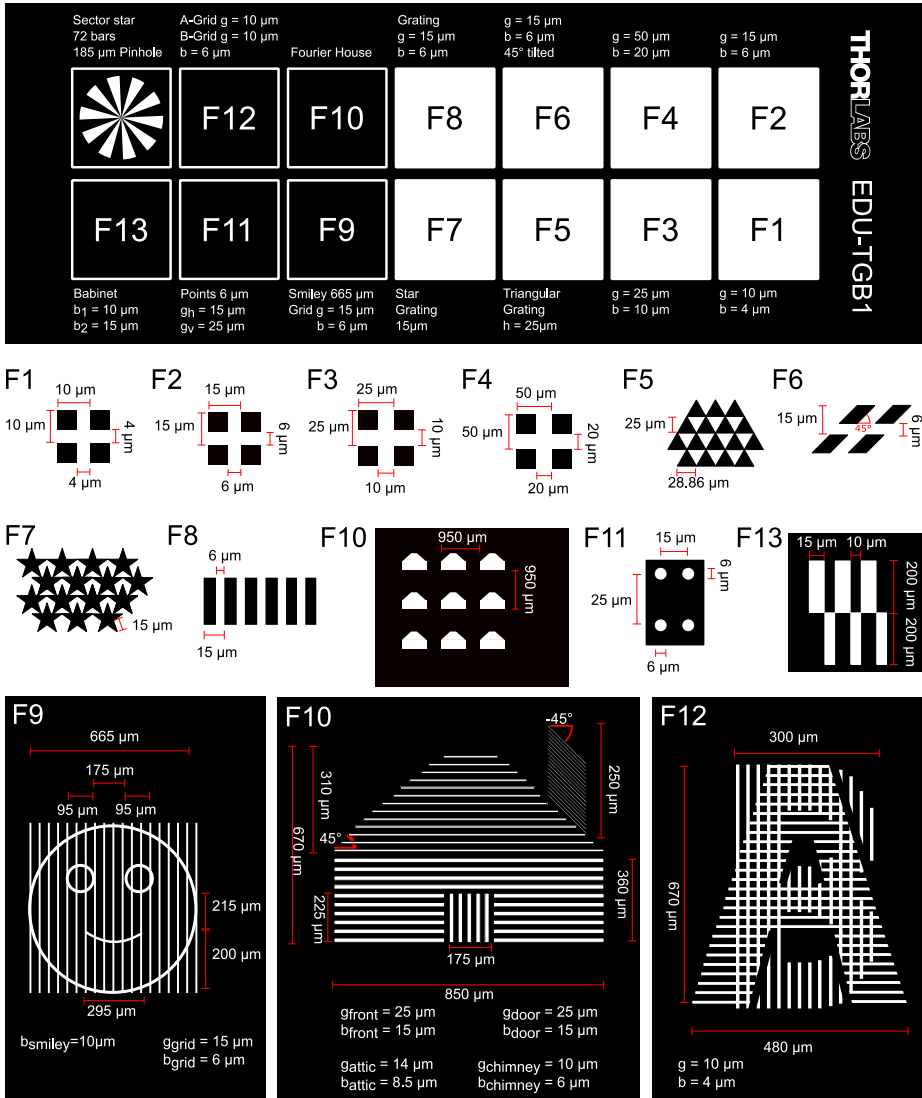 Sector star
72 bars
185 µm Pinhole
A-Grid g = 10 µm
B-Grid g = 10 µm
b = 6 µm
Fourier House
Grating
g = 15 µm
b = 6 µm
g = 15 µm
b = 6 µm
45° tilted
g = 50µm
b = 20 µm
g = 15 µm
b = 6 µm
F12
F10
F8
F6
F4
F2
F13
F11
F9
F7
F5
F3
F1
THORLABS
EDU-TGB1
Babinet
b1 = 10 µm
b2 = 15 µm
Points 6 µm
gh = 15 µm
gv = 25 µm
Smiley 665 µm
Grid g = 15 µm
b = 6 µm
Star
Grating
15µm
Triangular
Grating
h = 25µm
g = 25 µm
b = 10 µm
g = 10 µm
b = 4 µm
F1
10 µm
10 µm
4 µm
4 µm
F2
15 µm
15 µm
6 µm
6 µm
F3
25 µm
25 µm
10 µm
10 µm
F4
50 µm
50 µm
20 µm
20 µm
F5
25 µm
28.86 µm
F6
15 µm
45°
6 µm
F7
15 µm
F8
6 µm
15 µm
F10
950 µm
950 µm
F11
15 µm
6 µm
25 µm
6 µm
F13
15 µm
10 µm
200 µm
200 µm
F9
665 µm
175 µm
95 µm
95 µm
215 µm
200 µm
295 µm
bsmiley=10µm
ggrid = 15 µm
bgrid = 6 µm
F10
-45°
310 µm
250 µm
670 µm
45°
360 µm
225 µm
175 µm
850 µm
gfront = 25 µm
bfront = 15 µm
gdoor = 25 µm
bdoor = 15 µm
gattic = 14 µm
battic = 8.5 µm
gchimney = 10 µm
bchimney = 6 µm
F12
300 µm
670 µm
480 µm
g = 10 µm
b = 4 µm